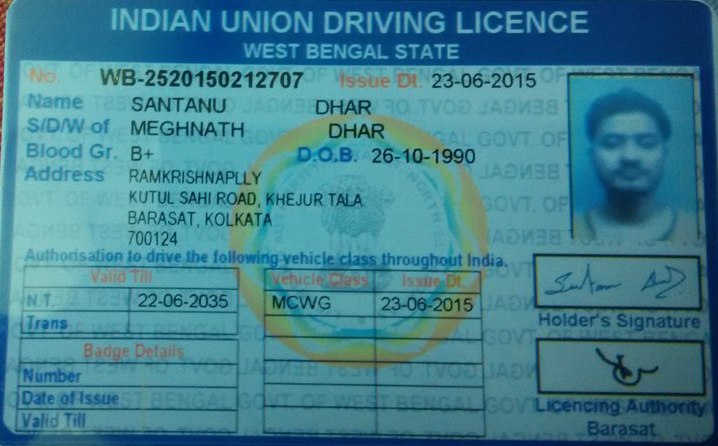 INDIAN UNION DRIVING LICENCE
WEST BENGAL STATE
No. WB-2520150212707 Issue Dt. 23-06-2015
Name SANTANU DHAR
S/D/W of MEGHNATH DHAR
Blood Gr. B+ D.O.B. 26-10-1990
Address RAMKRISHNAPLLY
KUTUL SAHI ROAD, KHEJUR TALA
BARASAT, KOLKATA
700124
Authorisation to drive the following vehicle class throughout India.
Valid Till Vehicle Class Issue Dt.
N.T. 22-06-2035 MCWG 23-06-2015
Trans
Holder's Signature
Badge Details
Number
Date of Issue
Valid Till
Licencing Authority
Barasat